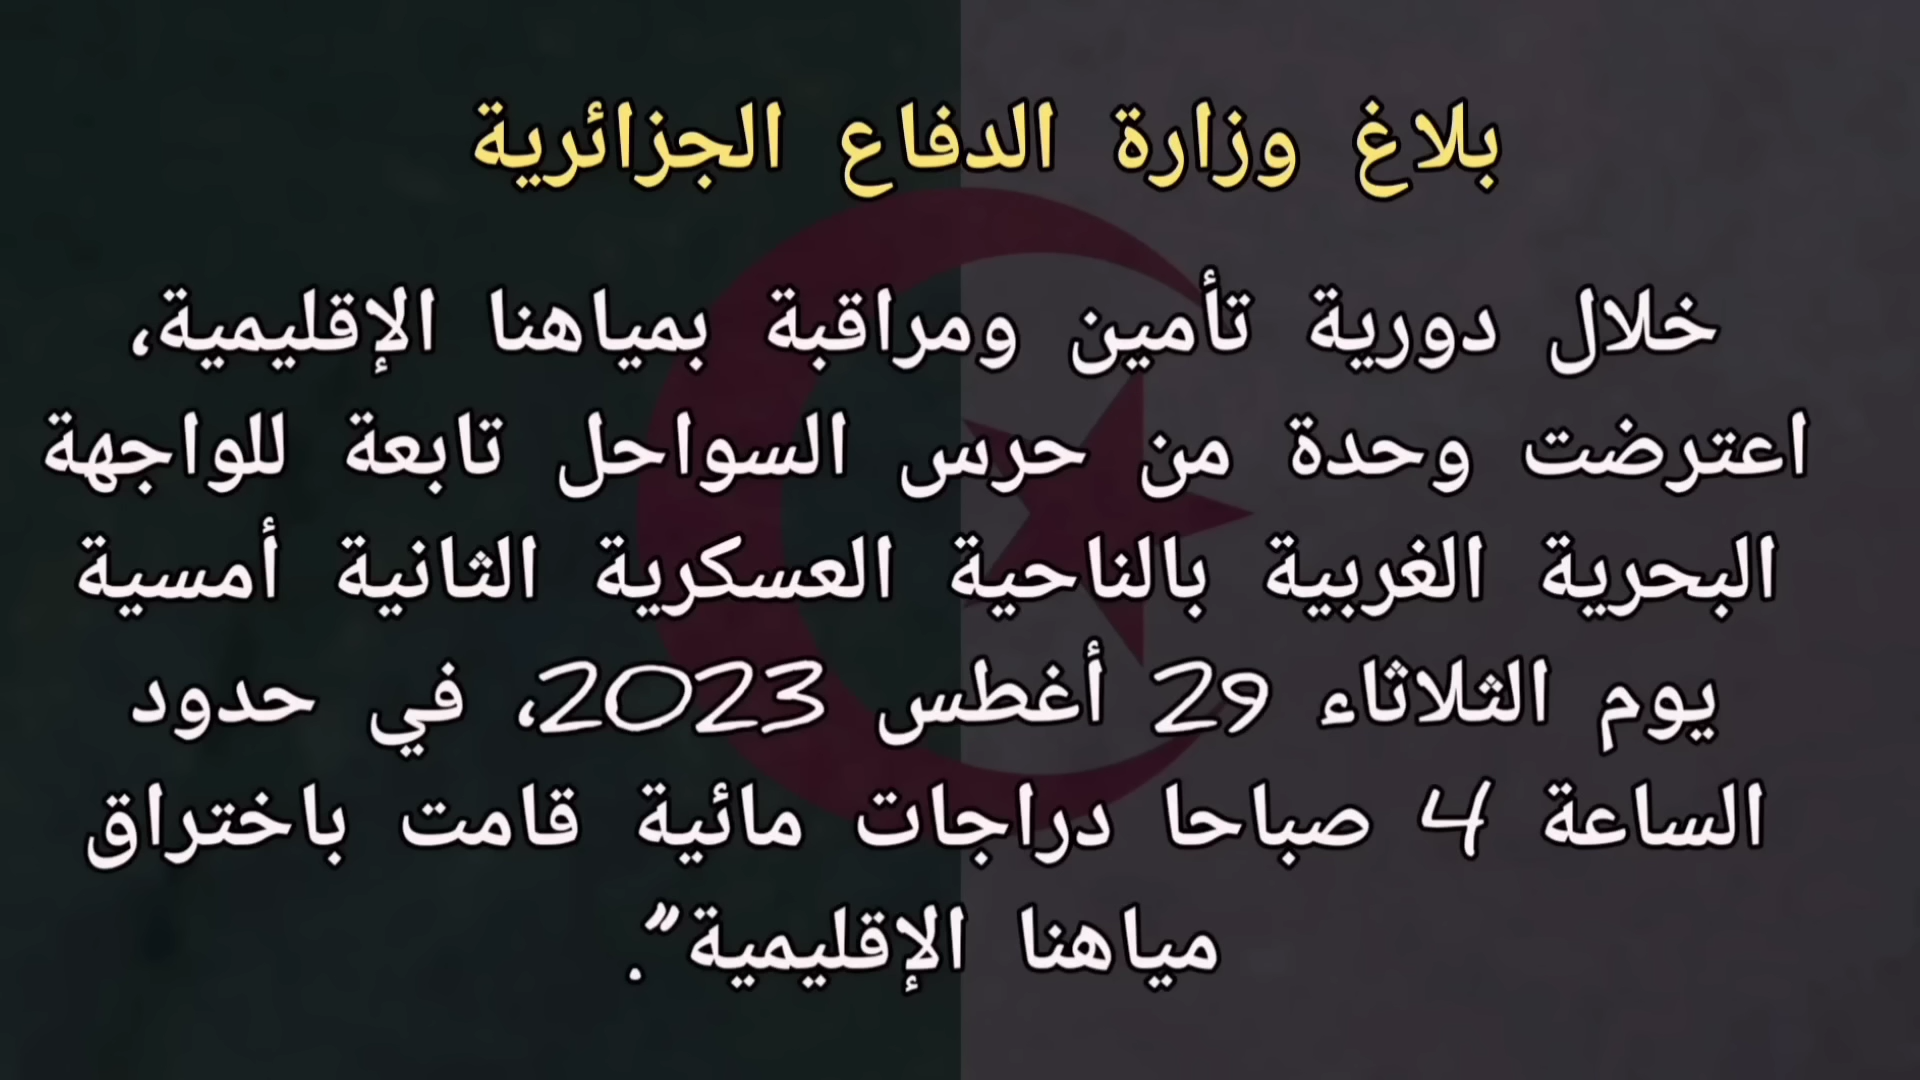 بلاغ وزارة الدفاع الجزائرية
خلال دورية تأمين ومراقبة بمياهنا الإقليمية،
اعترضت وحدة من حرس السواحل تابعة للواجهة
البحرية الغربية بالناحية العسكرية الثانية أمسية
يوم الثلاثاء 29 أغطس 2023، في حدود
الساعة 4 صباحا دراجات مائية قامت باختراق
مياهنا الإقليمية”.